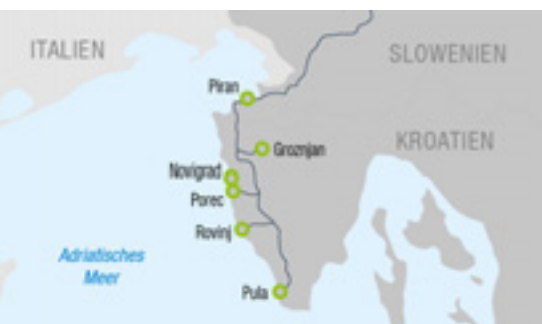 ITALIEN
SLOWENIEN
Piran
KROATIEN
Groznjan
Novigrad
Porec
Rovinj
Adriatisches
Meer
Pula